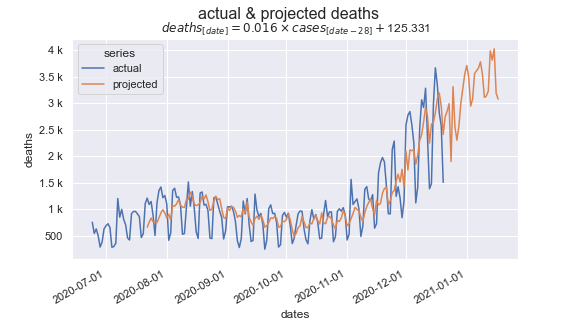 actual & projected deaths
deaths[date] = 0.016 × cases[date−28] + 125.331
series
actual
projected
4 k
3.5 k
3 k
2.5 k
2 k
1.5 k
1 k
500
deaths
2020-07-01
2020-08-01
2020-09-01
2020-10-01
2020-11-01
2020-12-01
2021-01-01
dates